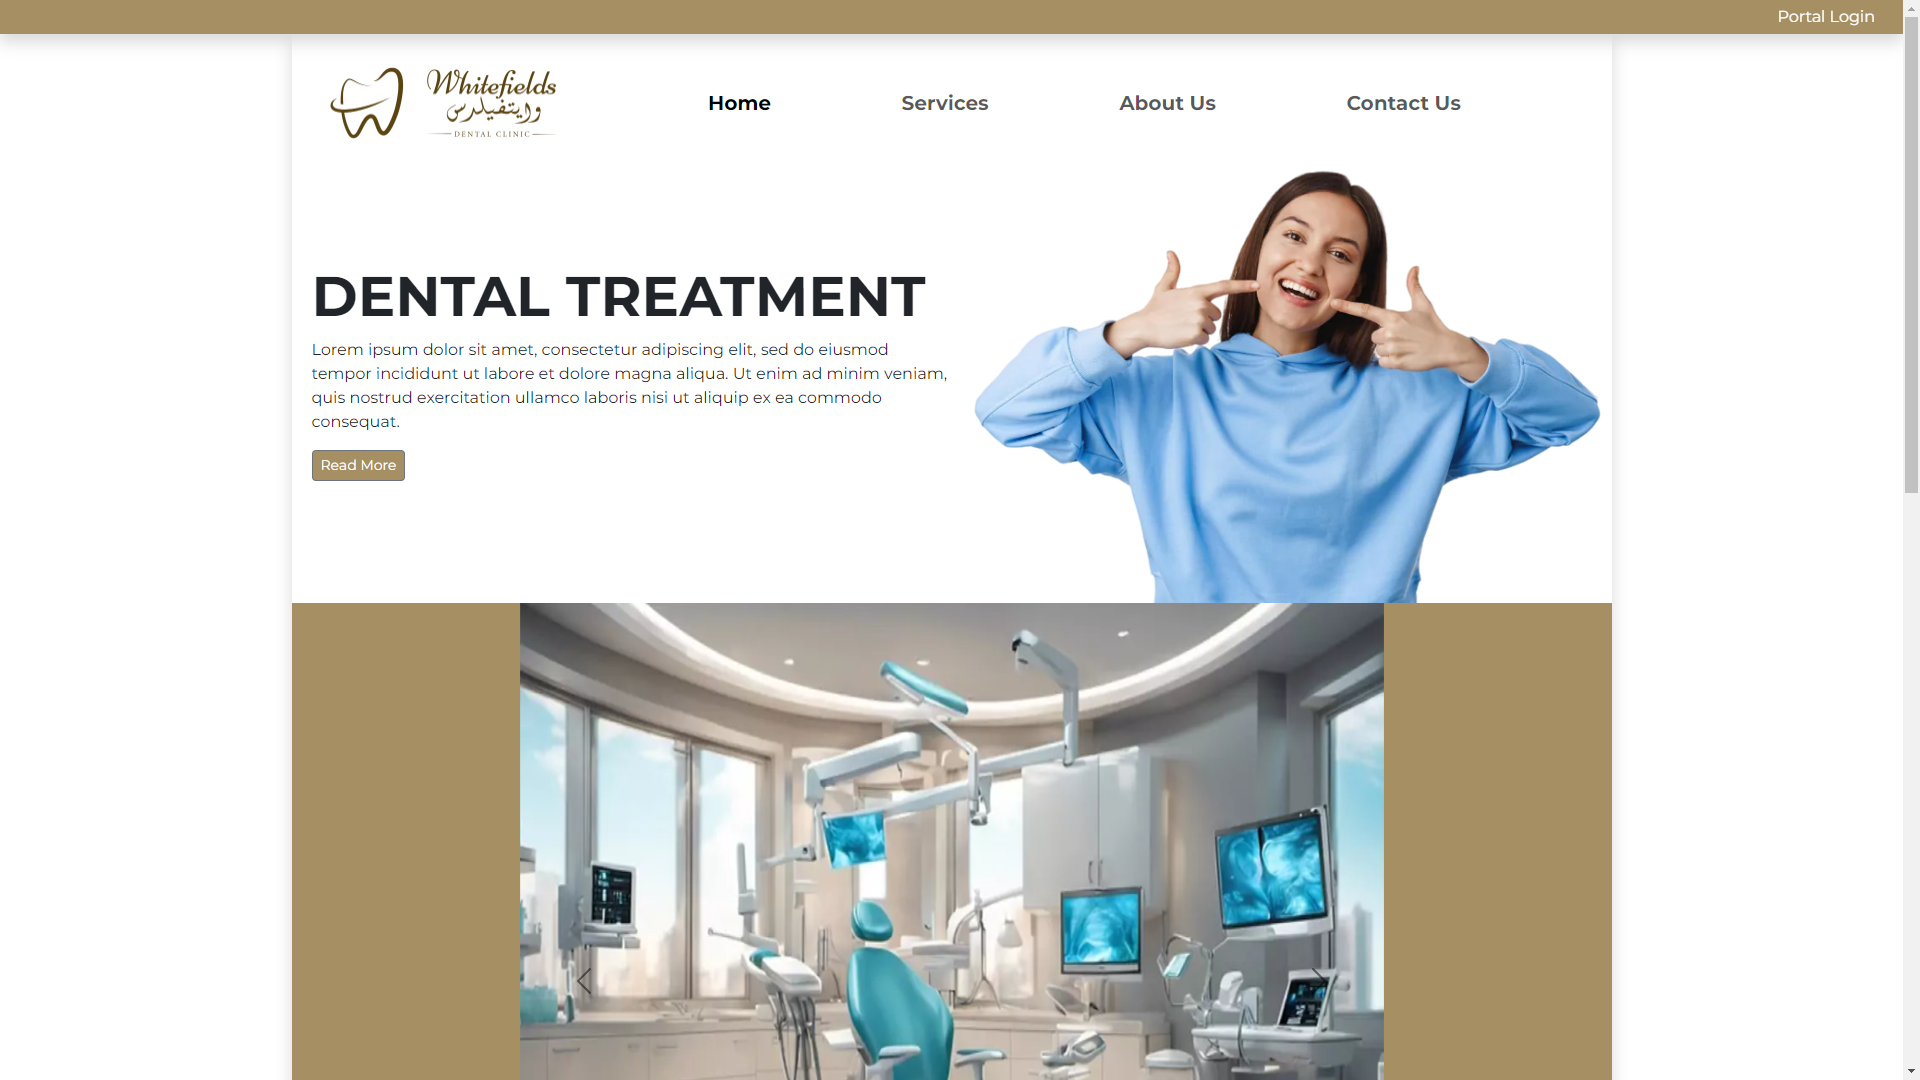 Portal Login
Whitefields
وايتفيلدس
DENTAL CLINIC
Home
Services
About Us
Contact Us
DENTAL TREATMENT
Lorem ipsum dolor sit amet, consectetur adipiscing elit, sed do eiusmod
tempor incididunt ut labore et dolore magna aliqua. Ut enim ad minim veniam,
quis nostrud exercitation ullamco laboris nisi ut aliquip ex ea commodo
consequat.
Read More